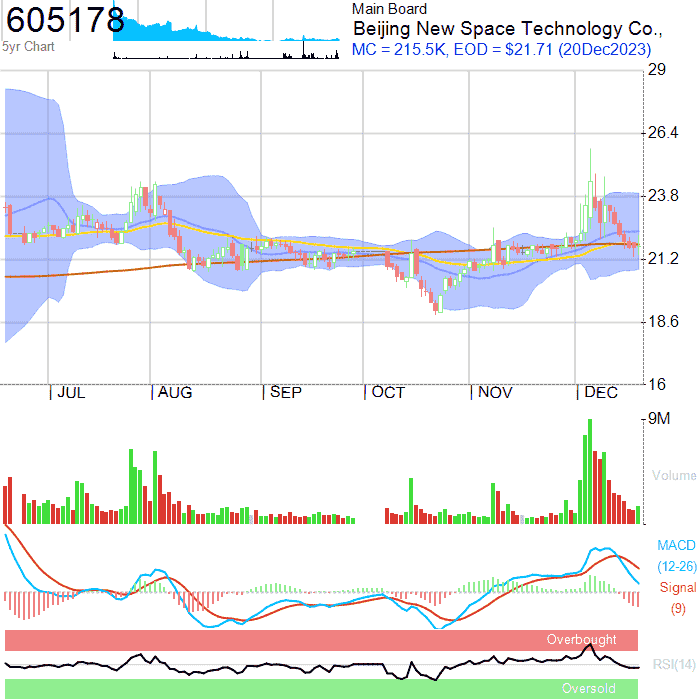 605178
5yr Chart
Main Board
Beijing New Space Technology Co.,
MC = 215.5K, EOD = $21.71 (20Dec2023)
29
26.4
23.8
21.2
18.6
16
JUL
AUG
SEP
OCT
NOV
DEC
9M
Volume
MACD
(12-26)
Signal
(9)
Overbought
RSI(14)
Oversold